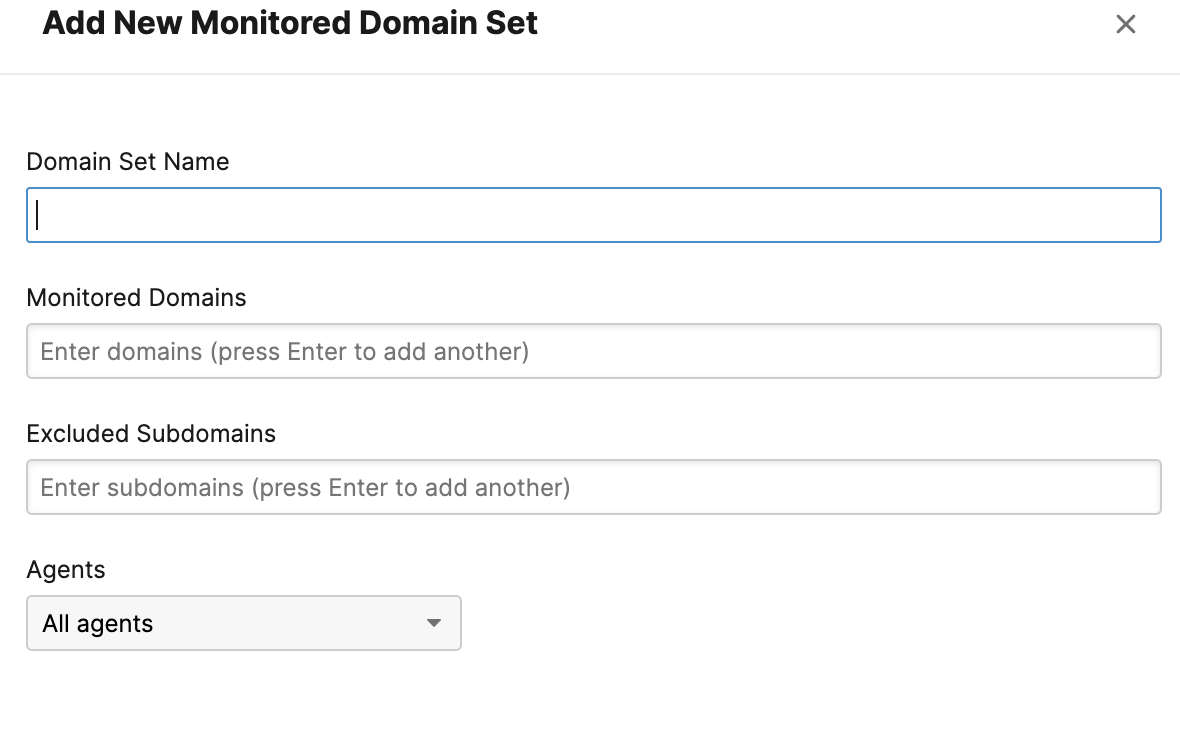 Add New Monitored Domain Set
Domain Set Name
Monitored Domains
Enter domains (press Enter to add another)
Excluded Subdomains
Enter subdomains (press Enter to add another)
Agents
All agents